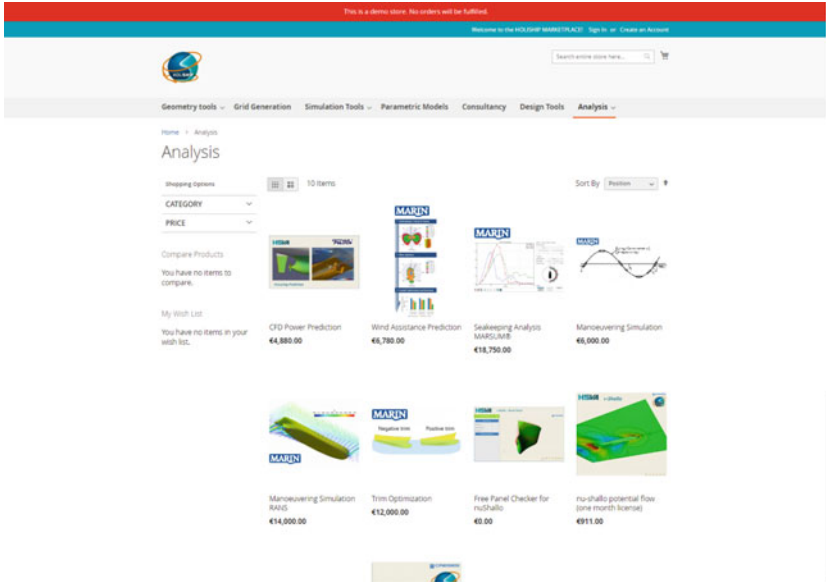 This is a demo store. No orders will be fulfilled.
Welcome to the HOLISHIP MARKETPLACE! Sign In or Create an Account
HOLISHIP
Search entire store here...
Geometry tools Grid Generation Simulation Tools Parametric Models Consultancy Design Tools Analysis
Home > Analysis
Analysis
Shopping Options
10 Items
Sort By Position
CATEGORY
PRICE
Compare Products
You have no items to
compare.
My Wish List
You have no items in your
wish list.
HSVA
MARIN
MARIN
MARIN
CFD Power Prediction
€4,880.00
Wind Assistance Prediction
€6,780.00
Seakeeping Analysis
MARSUM®
€18,750.00
Manoeuvering Simulation
€6,000.00
MARIN
MARIN
Negative trim Positive trim
HSVA
HSVA ν-Shallo
Manoeuvering Simulation
RANS
€14,000.00
Trim Optimization
€12,000.00
Free Panel Checker for
nuShallo
€0.00
nu-shallo potential flow
(one month license)
€911.00